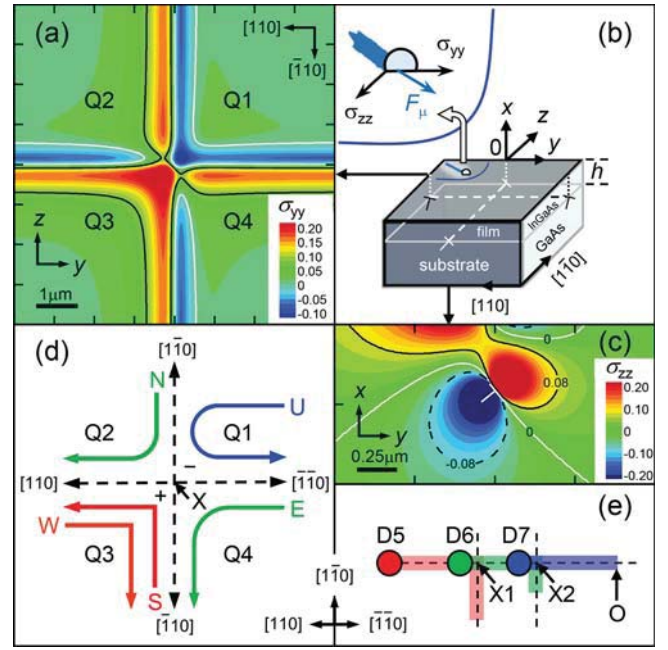 (a)
[110]
[1̄10]
Q2
Q1
Q3
Q4
z
y
1μm
σyy
0.20
0.15
0.10
0.05
0
-0.05
-0.10
(b)
σyy
σzz
Fμ
x
z
0
y
h
film
InGaAs
substrate
GaAs
[110]
[11̄0]
(c)
σzz
0
0.08
0
-0.08
x
y
0.25μm
0.20
0.10
0
-0.10
-0.20
(d)
[11̄0]
N
U
Q2
Q1
−
[110]
[1̄1̄0]
+
X
W
E
Q3
Q4
S
[1̄10]
(e)
D5
D6
D7
X1
X2
O
[11̄0]
[110]
[1̄1̄0]